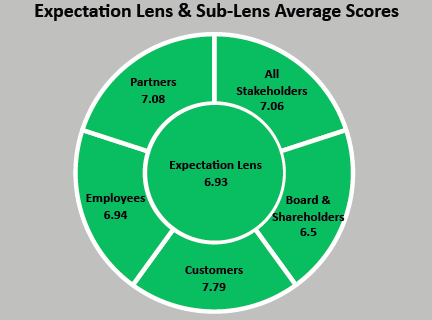 Expectation Lens & Sub-Lens Average Scores
All
Stakeholders
7.06
Board &
Shareholders
6.5
Customers
7.79
Employees
6.94
Partners
7.08
Expectation Lens
6.93